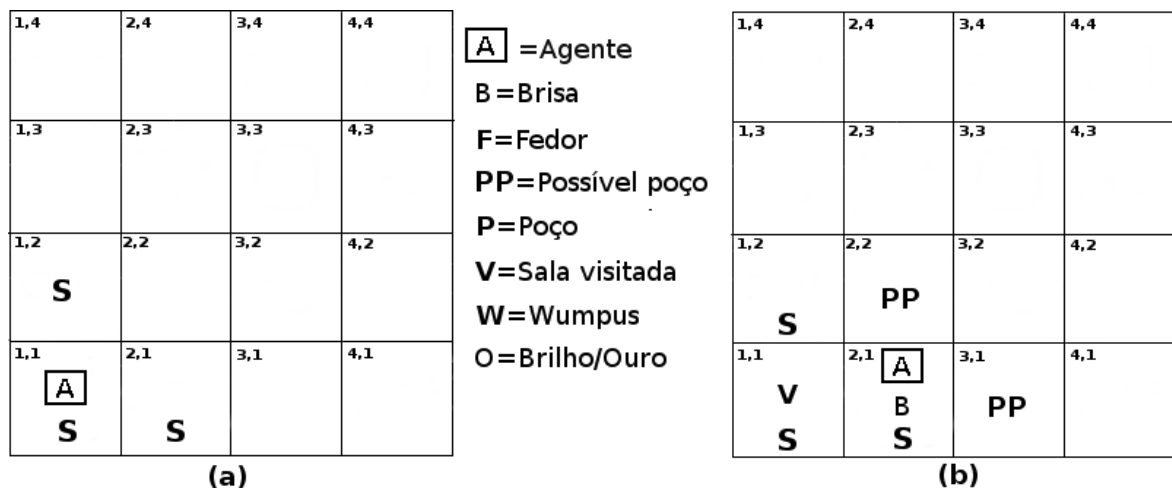 1,4 2,4 3,4 4,4
1,3 2,3 3,3 4,3
1,2 2,2 3,2 4,2
S
1,1 2,1 3,1 4,1
A
S S
(a)
A =Agente
B=Brisa
F=Fedor
PP=Possível poço
P=Poço
V=Sala visitada
W=Wumpus
O=Brilho/Ouro
1,4 2,4 3,4 4,4
1,3 2,3 3,3 4,3
1,2 2,2 3,2 4,2
PP
S
1,1 2,1 A 3,1 4,1
V B PP
S S
(b)